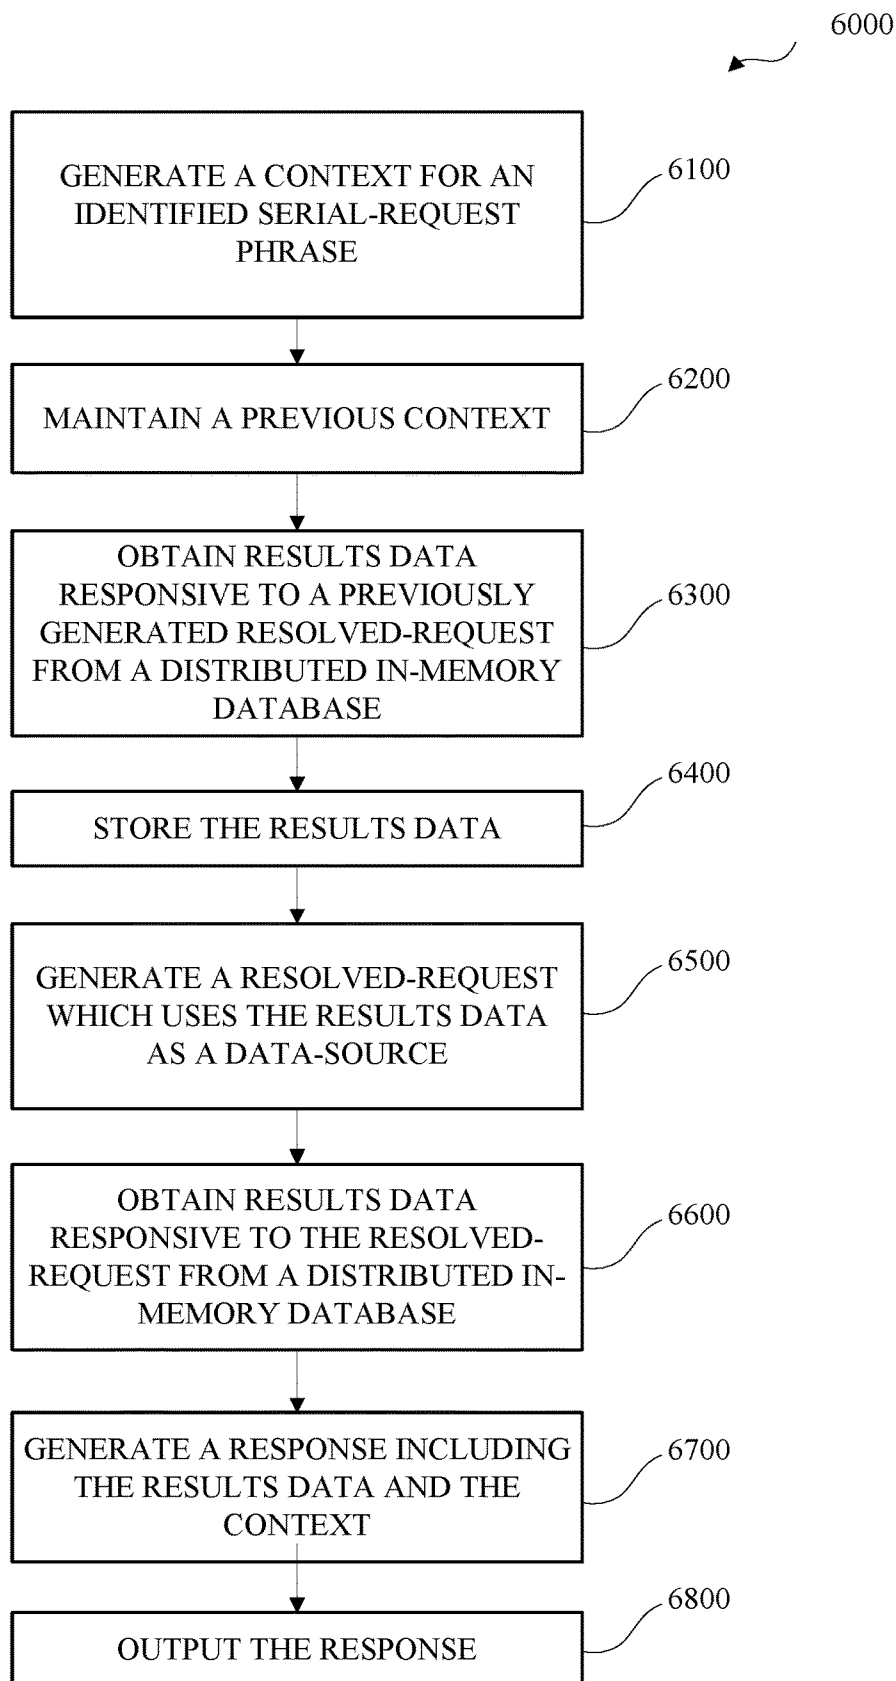 6000
GENERATE A CONTEXT FOR AN
IDENTIFIED SERIAL-REQUEST
PHRASE
6100
MAINTAIN A PREVIOUS CONTEXT
6200
OBTAIN RESULTS DATA
RESPONSIVE TO A PREVIOUSLY
GENERATED RESOLVED-REQUEST
FROM A DISTRIBUTED IN-MEMORY
DATABASE
6300
STORE THE RESULTS DATA
6400
GENERATE A RESOLVED-REQUEST
WHICH USES THE RESULTS DATA
AS A DATA-SOURCE
6500
OBTAIN RESULTS DATA
RESPONSIVE TO THE RESOLVED-
REQUEST FROM A DISTRIBUTED IN-
MEMORY DATABASE
6600
GENERATE A RESPONSE INCLUDING
THE RESULTS DATA AND THE
CONTEXT
6700
OUTPUT THE RESPONSE
6800